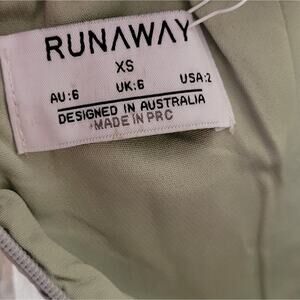 RUNAWAY
XS
AU:6 UK:6 USA:2
DESIGNED IN AUSTRALIA
MADE IN PRC